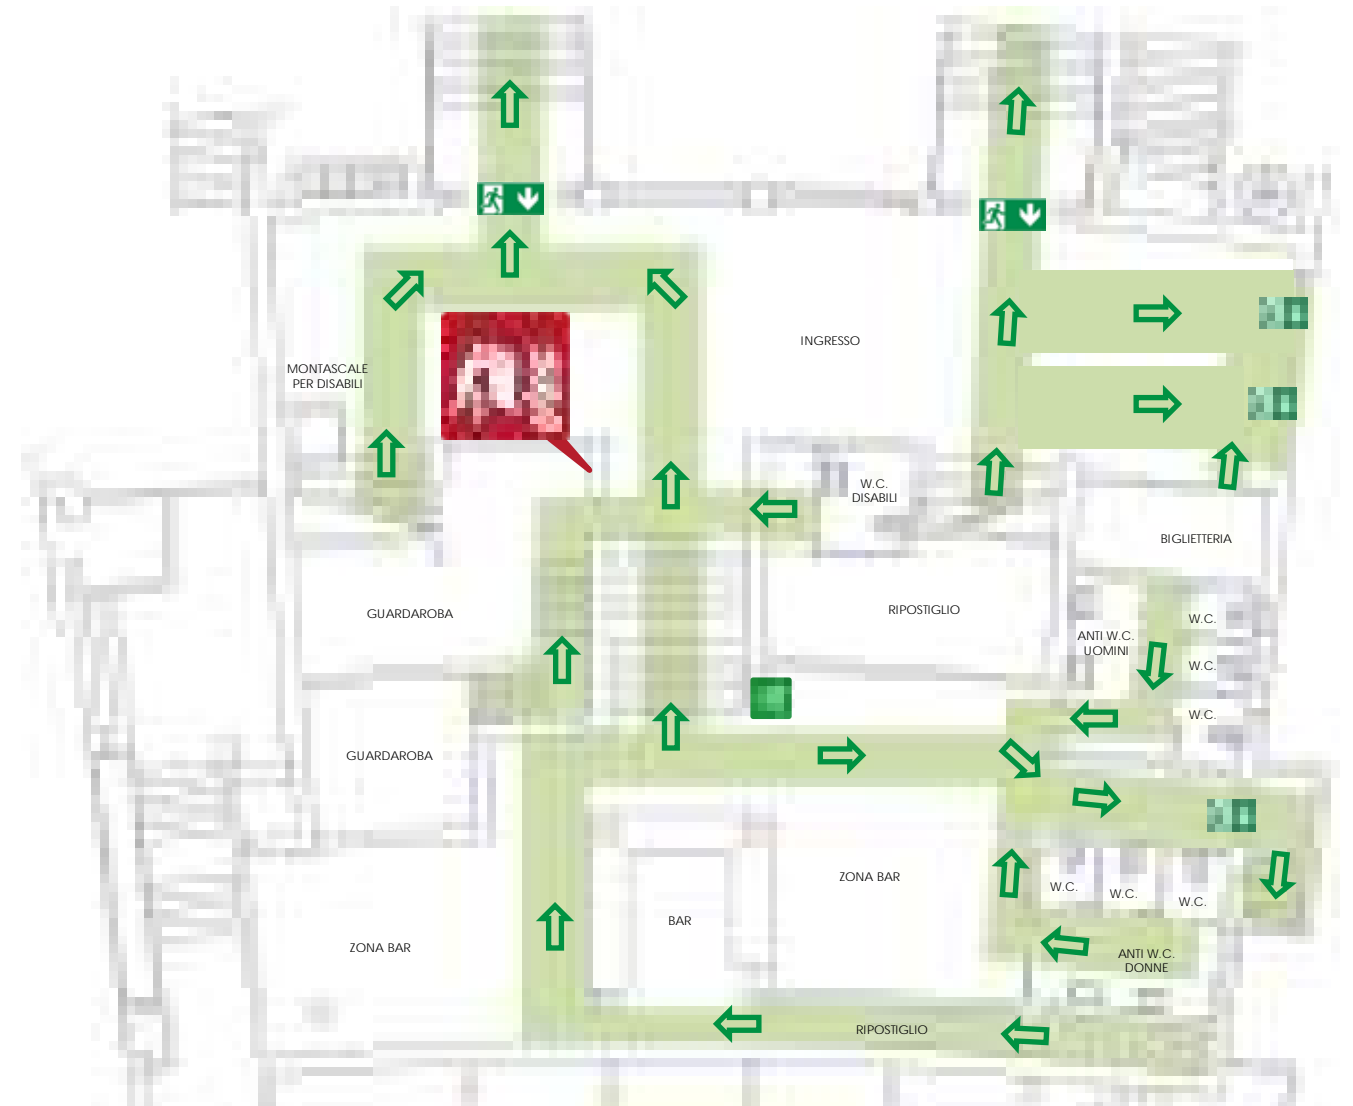 INGRESSO
MONTASCALE
PER DISABILI
W.C.
DISABILI
BIGLIETTERIA
GUARDAROBA
RIPOSTIGLIO
W.C.
ANTI W.C.
UOMINI
W.C.
W.C.
GUARDAROBA
ZONA BAR
W.C.
W.C.
W.C.
BAR
ZONA BAR
ANTI W.C.
DONNE
RIPOSTIGLIO